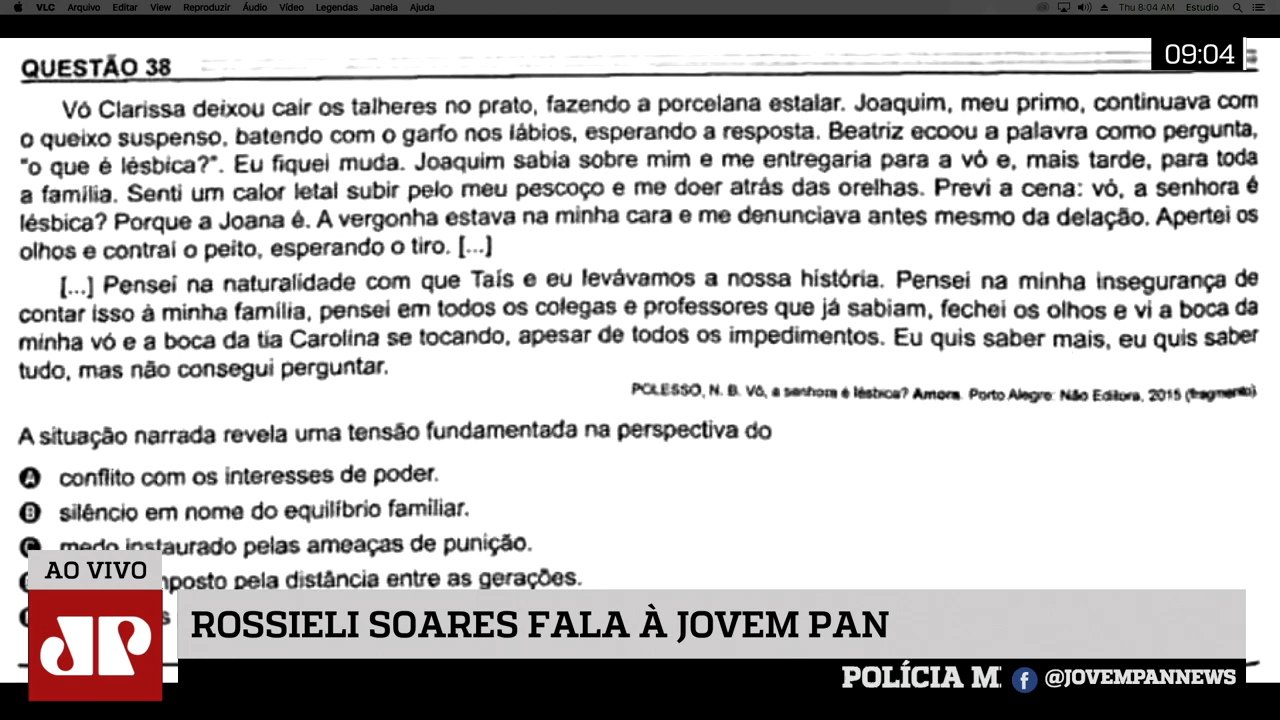 VLC Arquivo Editar View Reproduzir Áudio Vídeo Legendas Janela Ajuda Thu 8:04 AM Estudio
09:04
QUESTÃO 38
Vó Clarissa deixou cair os talheres no prato, fazendo a porcelana estalar. Joaquim, meu primo, continuava com
o queixo suspenso, batendo com o garfo nos lábios, esperando a resposta. Beatriz ecoou a palavra como pergunta,
"o que é lésbica?". Eu fiquei muda. Joaquim sabia sobre mim e me entregaria para a vó e, mais tarde, para toda
a família. Senti um calor letal subir pelo meu pescoço e me doer atrás das orelhas. Previ a cena: vó, a senhora é
lésbica? Porque a Joana é. A vergonha estava na minha cara e me denunciava antes mesmo da delação. Apertei os
olhos e contraí o peito, esperando o tiro. [...]
[...] Pensei na naturalidade com que Taís e eu levávamos a nossa história. Pensei na minha insegurança de
contar isso à minha família, pensei em todos os colegas e professores que já sabiam, fechei os olhos e vi a boca da
minha vó e a boca da tia Carolina se tocando, apesar de todos os impedimentos. Eu quis saber mais, eu quis saber
tudo, mas não consegui perguntar.
POLESSO, N. B. Vó, a senhora é lésbica? Amora. Porto Alegre: Não Editora, 2015 (fragmento).
A situação narrada revela uma tensão fundamentada na perspectiva do
A conflito com os interesses de poder.
B silêncio em nome do equilíbrio familiar.
C medo instaurado pelas ameaças de punição.
mposto pela distância entre as gerações.
AO VIVO
JP
ROSSIELI SOARES FALA À JOVEM PAN
POLÍCIA M
f @JOVEMPANNEWS